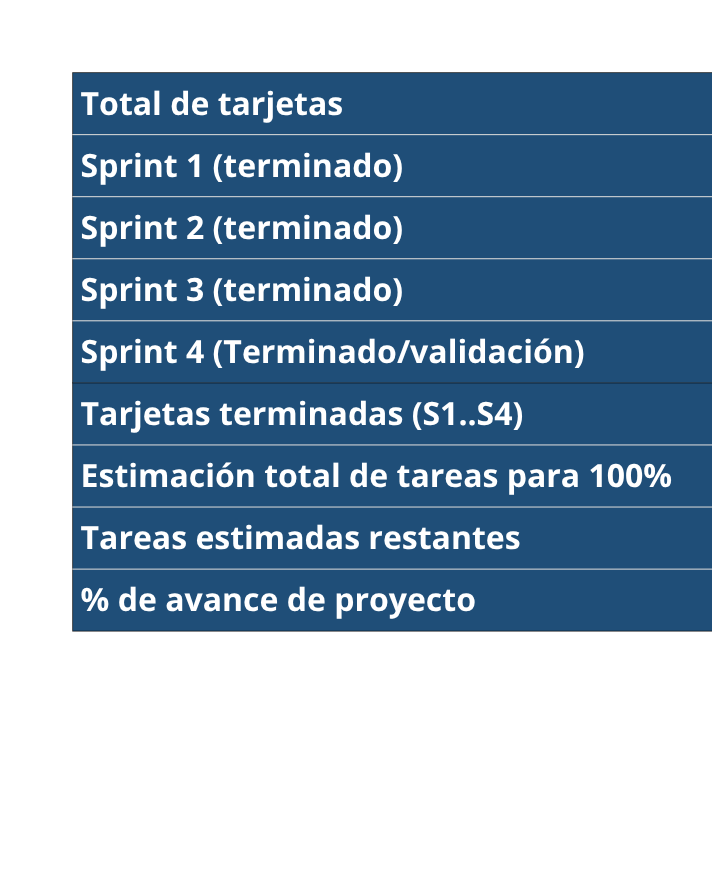 Total de tarjetas
Sprint 1 (terminado)
Sprint 2 (terminado)
Sprint 3 (terminado)
Sprint 4 (Terminado/validación)
Tarjetas terminadas (S1..S4)
Estimación total de tareas para 100%
Tareas estimadas restantes
% de avance de proyecto